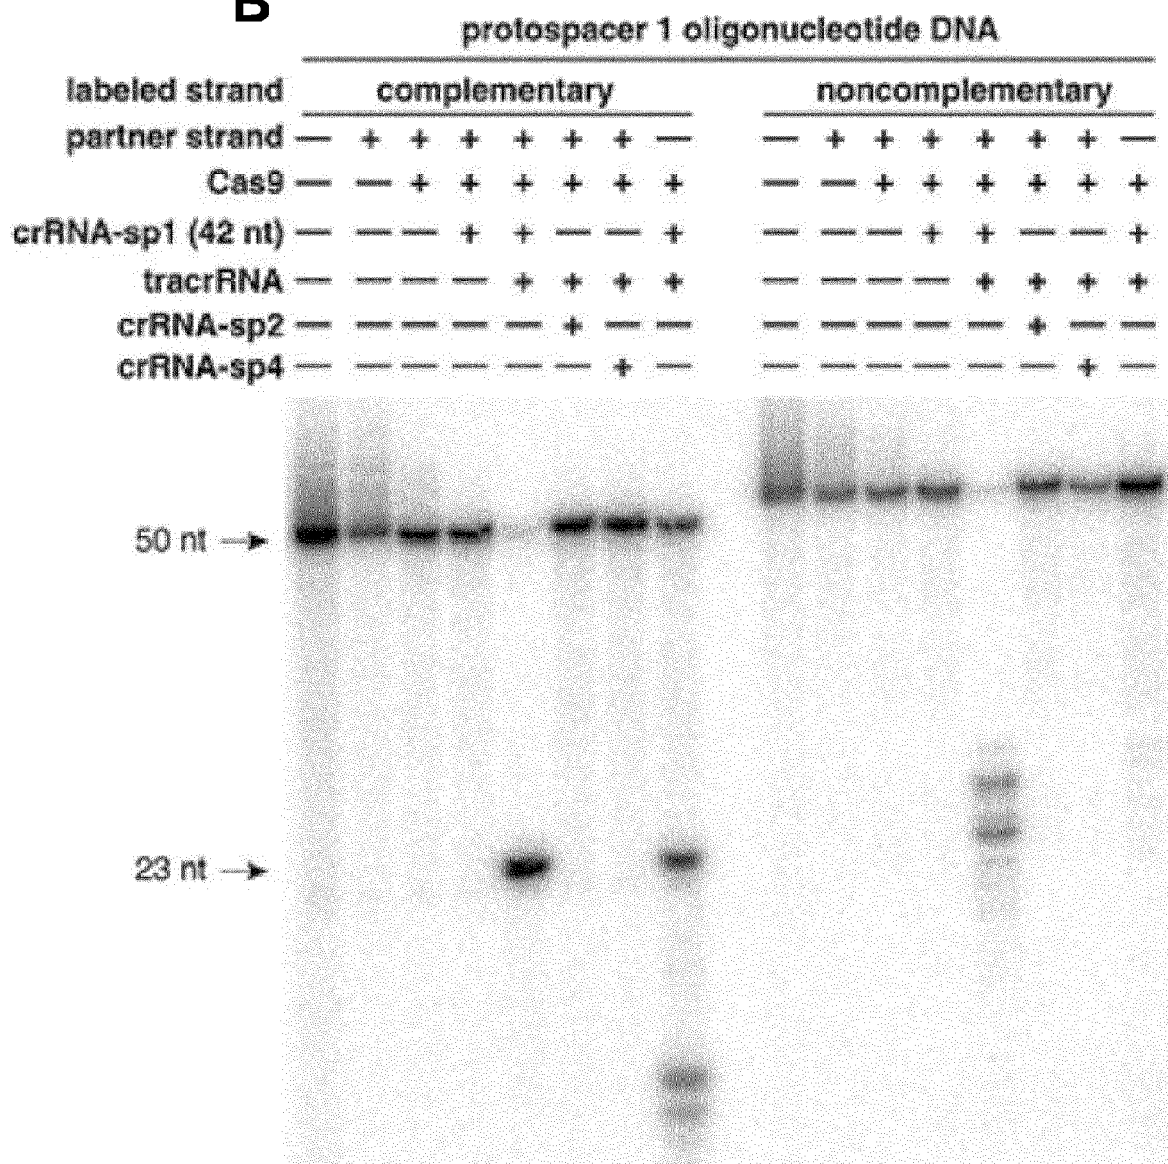 B
protospacer 1 oligonucleotide DNA
labeled strand complementary noncomplementary
partner strand — + + + + + + — — + + + + + + —
Cas9 — — + + + + + + — — + + + + + +
crRNA-sp1 (42 nt) — — — + + — — + — — — + + — — +
tracrRNA — — — — + + + + — — — — + + + +
crRNA-sp2 — — — — — + — — — — — — — + — —
crRNA-sp4 — — — — — — + — — — — — — — + —
50 nt →
23 nt →